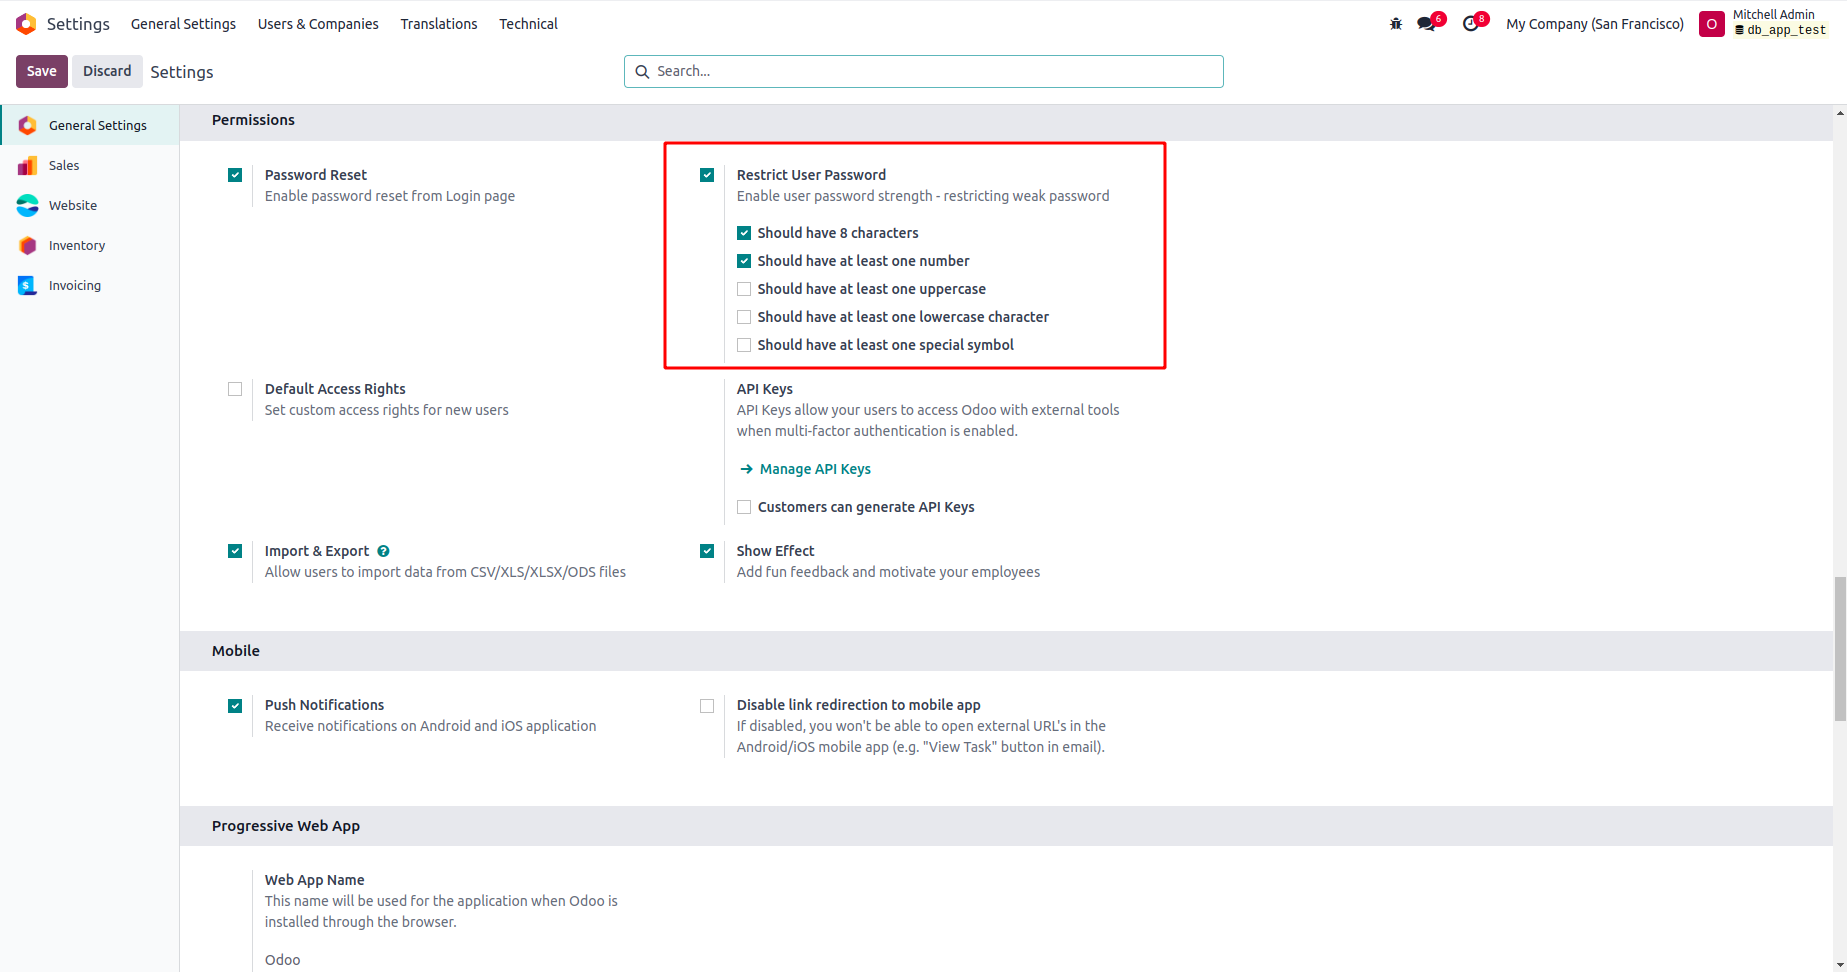 Settings General Settings Users & Companies Translations Technical 6 8 My Company (San Francisco) O Mitchell Admin
db_app_test
Save Discard Settings Search...
General Settings
Sales
Website
Inventory
Invoicing
Permissions
Password Reset
Enable password reset from Login page
Restrict User Password
Enable user password strength - restricting weak password
Should have 8 characters
Should have at least one number
Should have at least one uppercase
Should have at least one lowercase character
Should have at least one special symbol
Default Access Rights
Set custom access rights for new users
API Keys
API Keys allow your users to access Odoo with external tools
when multi-factor authentication is enabled.
Manage API Keys
Customers can generate API Keys
Import & Export ?
Allow users to import data from CSV/XLS/XLSX/ODS files
Show Effect
Add fun feedback and motivate your employees
Mobile
Push Notifications
Receive notifications on Android and iOS application
Disable link redirection to mobile app
If disabled, you won't be able to open external URL's in the
Android/iOS mobile app (e.g. "View Task" button in email).
Progressive Web App
Web App Name
This name will be used for the application when Odoo is
installed through the browser.
Odoo